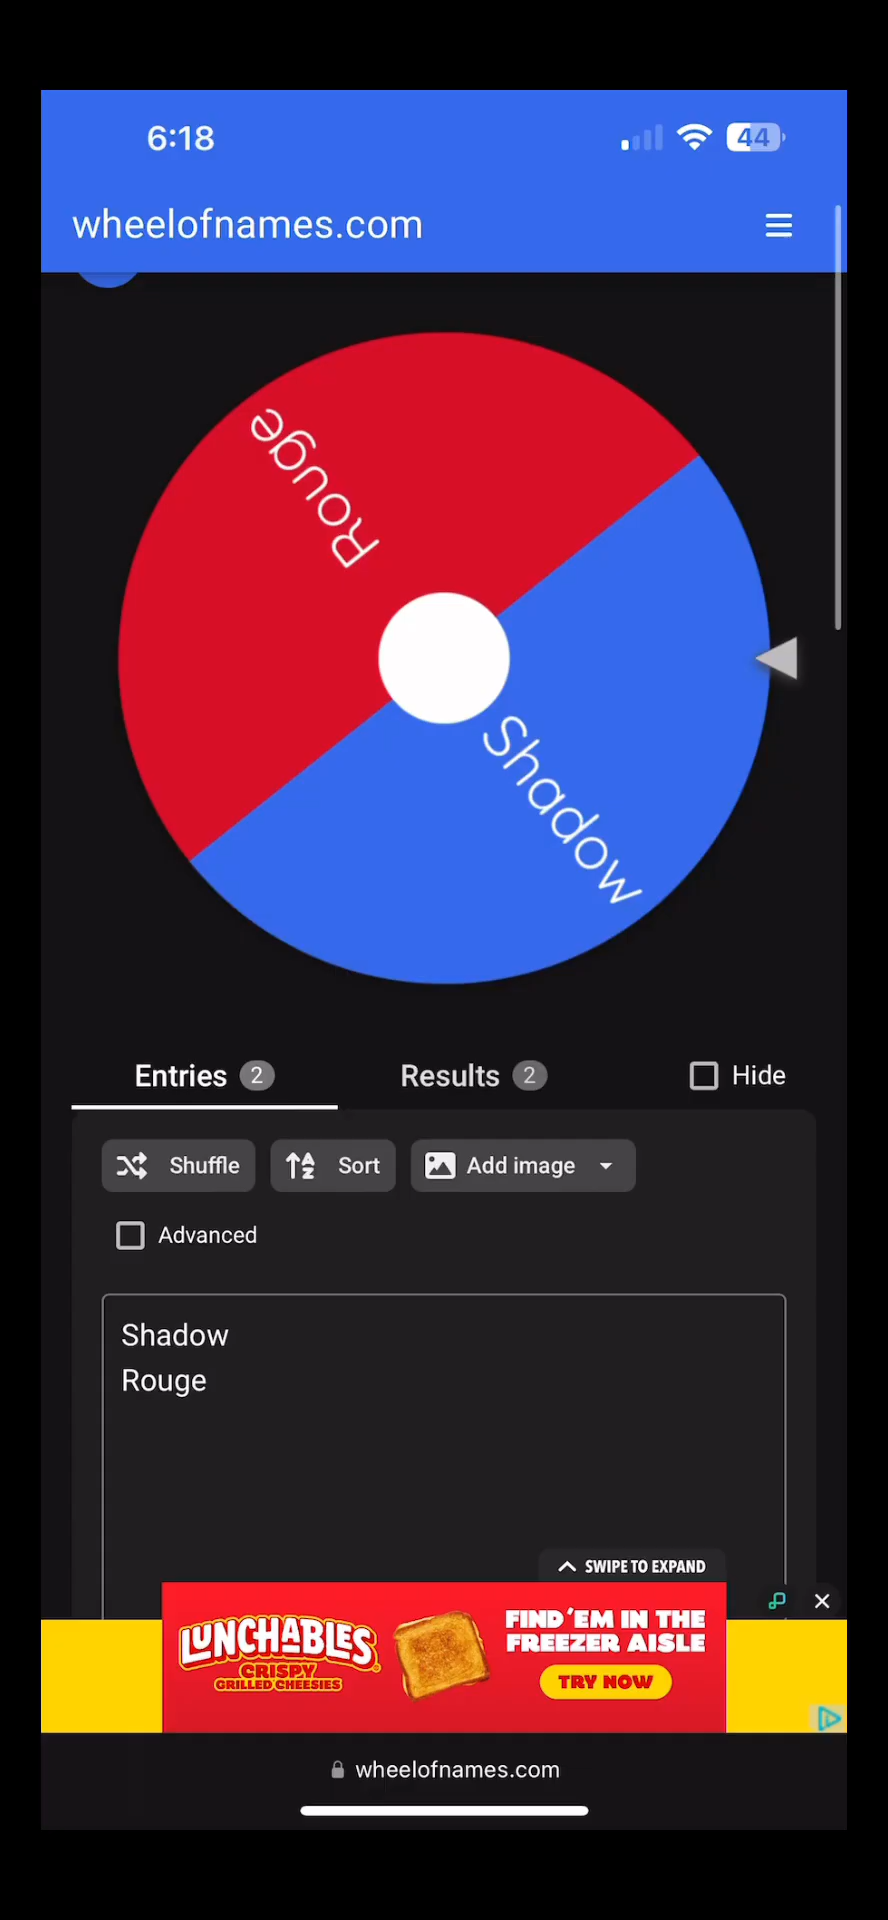 6:18
44
wheelofnames.com
Rouge
Shadow
Entries 2 Results 2 Hide
Shuffle Sort Add image
Advanced
Shadow
Rouge
SWIPE TO EXPAND
LUNCHABLES
CRISPY
GRILLED CHEESIES
FIND 'EM IN THE
FREEZER AISLE
TRY NOW
wheelofnames.com